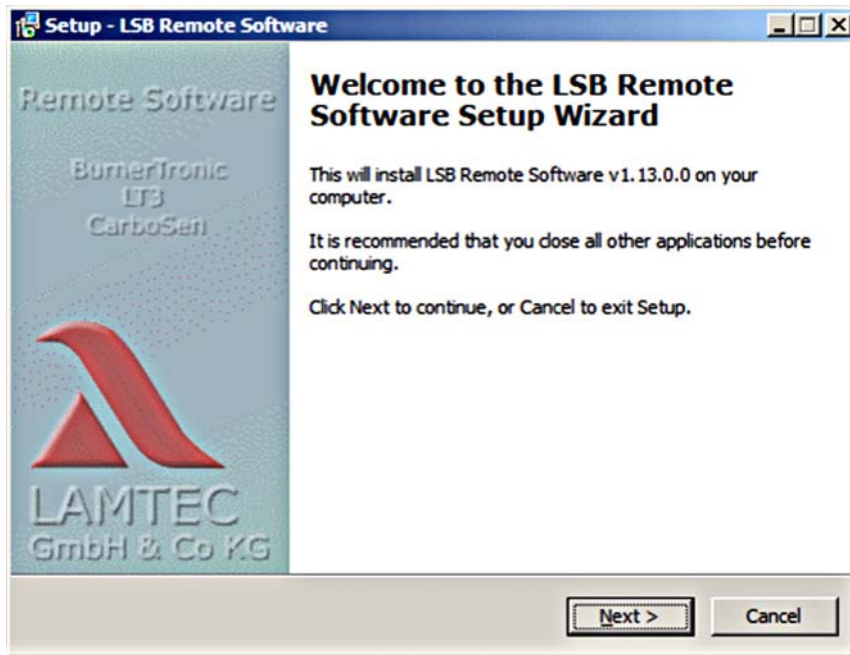 Setup - LSB Remote Software
Remote Software
BurnerTronic
LT3
CarboSen
LAMTEC
GmbH & Co KG
Welcome to the LSB Remote
Software Setup Wizard
This will install LSB Remote Software v1.13.0.0 on your
computer.
It is recommended that you close all other applications before
continuing.
Click Next to continue, or Cancel to exit Setup.
Next >
Cancel